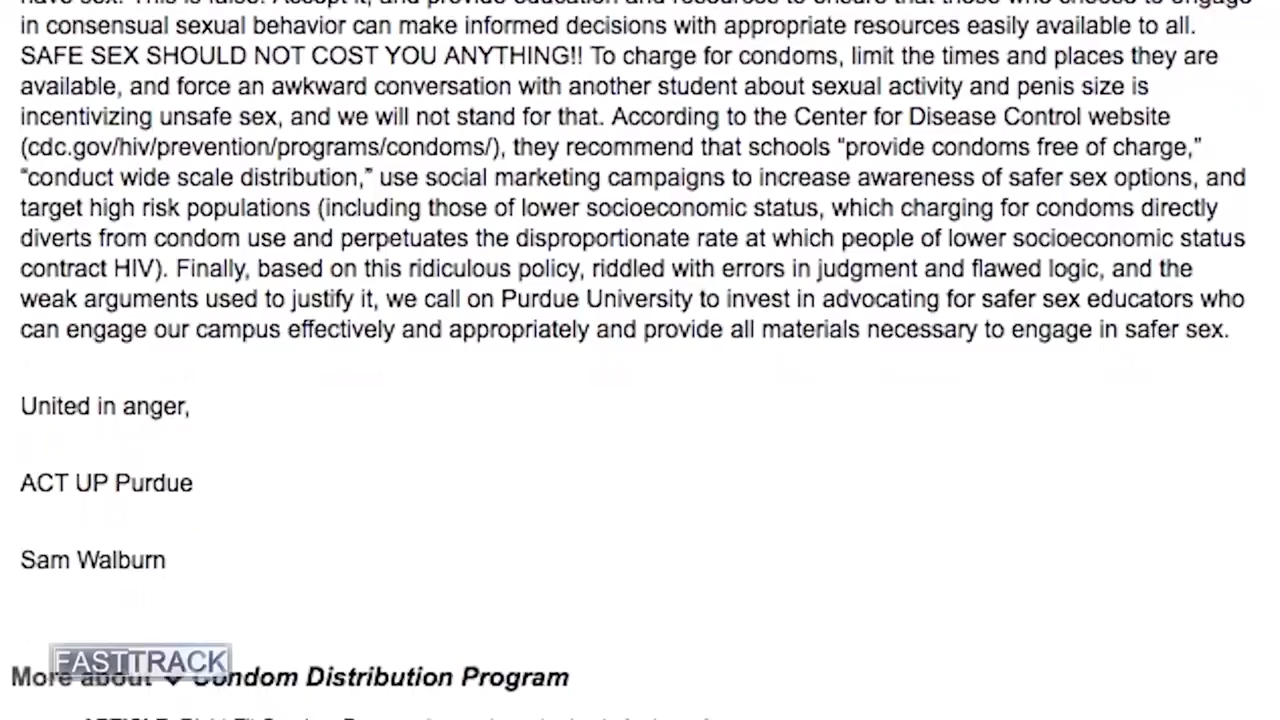 have sex. This is false. Accept it, and provide education and resources to ensure that those who choose to engage
in consensual sexual behavior can make informed decisions with appropriate resources easily available to all.
SAFE SEX SHOULD NOT COST YOU ANYTHING!! To charge for condoms, limit the times and places they are
available, and force an awkward conversation with another student about sexual activity and penis size is
incentivizing unsafe sex, and we will not stand for that. According to the Center for Disease Control website
(cdc.gov/hiv/prevention/programs/condoms/), they recommend that schools “provide condoms free of charge,”
“conduct wide scale distribution,” use social marketing campaigns to increase awareness of safer sex options, and
target high risk populations (including those of lower socioeconomic status, which charging for condoms directly
diverts from condom use and perpetuates the disproportionate rate at which people of lower socioeconomic status
contract HIV). Finally, based on this ridiculous policy, riddled with errors in judgment and flawed logic, and the
weak arguments used to justify it, we call on Purdue University to invest in advocating for safer sex educators who
can engage our campus effectively and appropriately and provide all materials necessary to engage in safer sex.
United in anger,
ACT UP Purdue
Sam Walburn
FASTTRACK
More about Condom Distribution Program